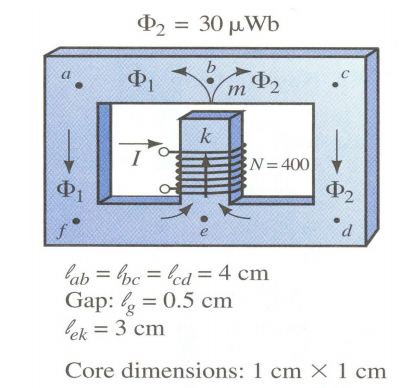 Φ₂ = 30 μWb
a b c
Φ₁ m Φ₂
k
I N = 400
Φ₁ Φ₂
f e d
ℓab = ℓbc = ℓcd = 4 cm
Gap: ℓg = 0.5 cm
ℓek = 3 cm
Core dimensions: 1 cm × 1 cm